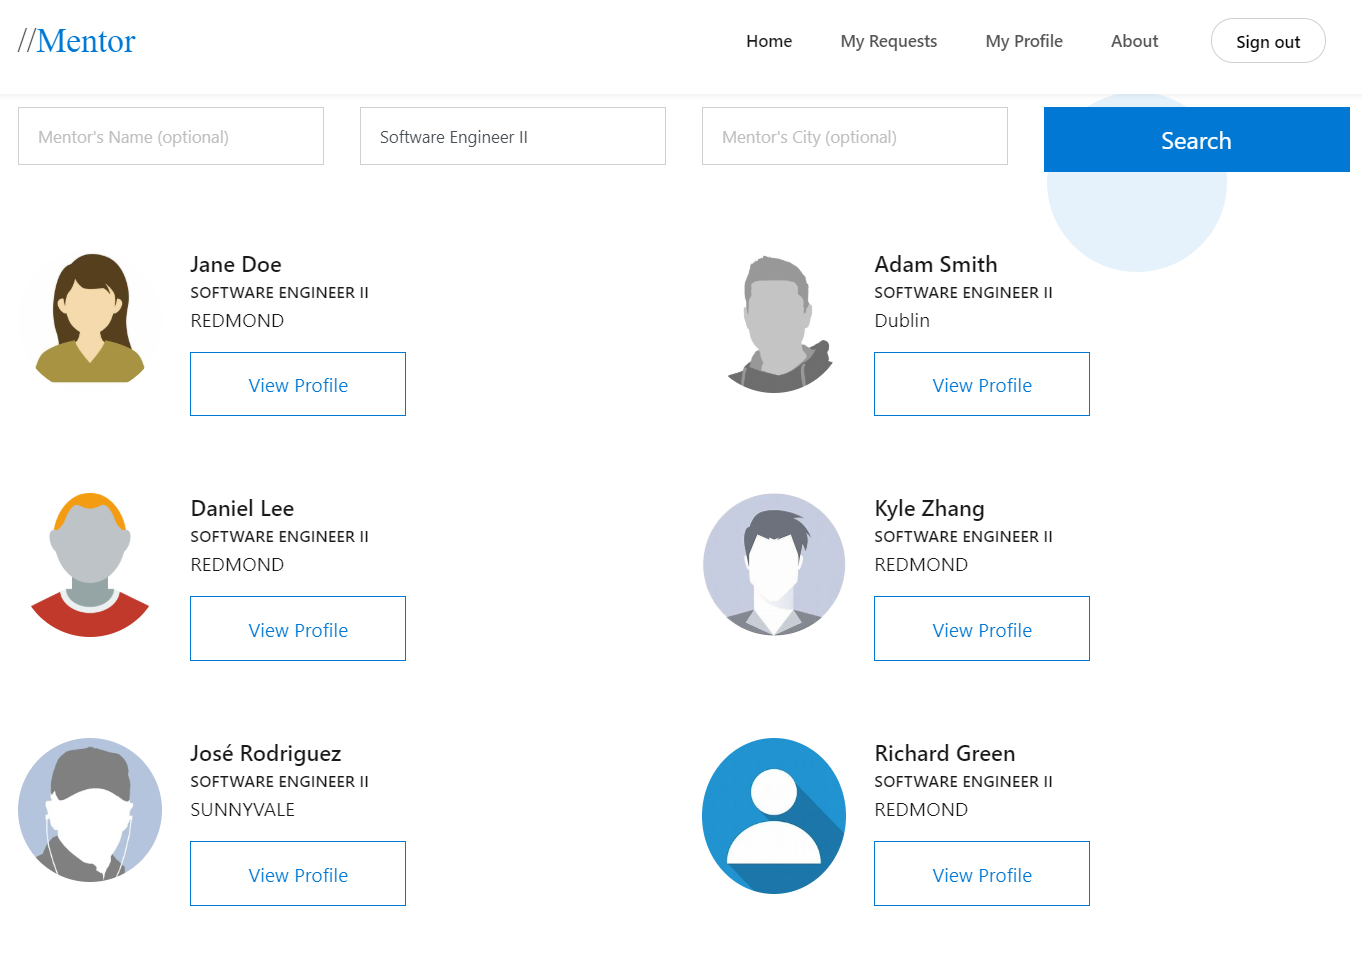 //Mentor
Home
My Requests
My Profile
About
Sign out
Mentor's Name (optional)
Software Engineer II
Mentor's City (optional)
Search
Jane Doe
SOFTWARE ENGINEER II
REDMOND
View Profile
Adam Smith
SOFTWARE ENGINEER II
Dublin
View Profile
Daniel Lee
SOFTWARE ENGINEER II
REDMOND
View Profile
Kyle Zhang
SOFTWARE ENGINEER II
REDMOND
View Profile
José Rodriguez
SOFTWARE ENGINEER II
SUNNYVALE
View Profile
Richard Green
SOFTWARE ENGINEER II
REDMOND
View Profile